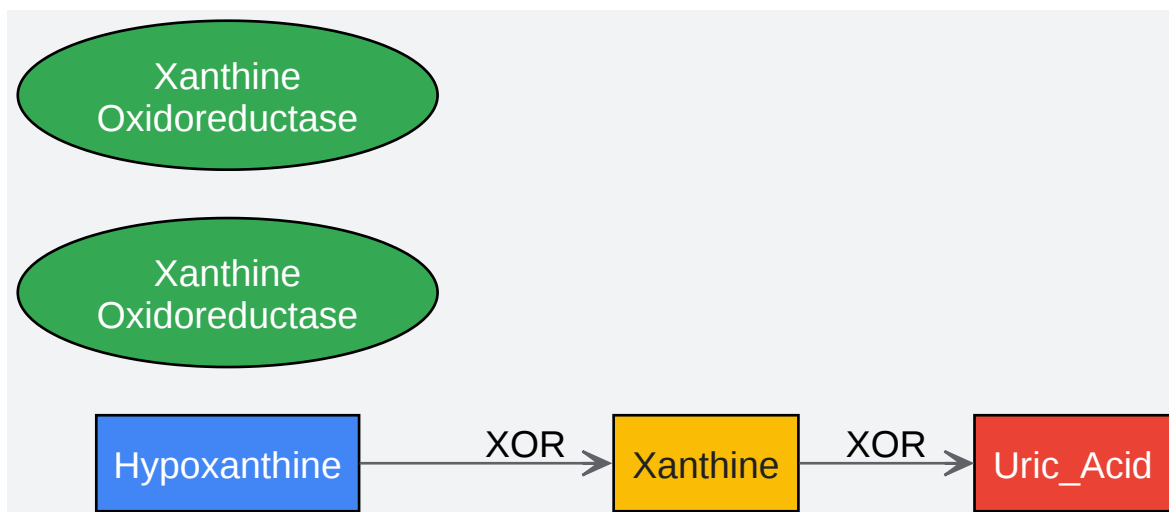 Xanthine
Oxidoreductase
Xanthine
Oxidoreductase
Hypoxanthine
XOR
Xanthine
XOR
Uric_Acid